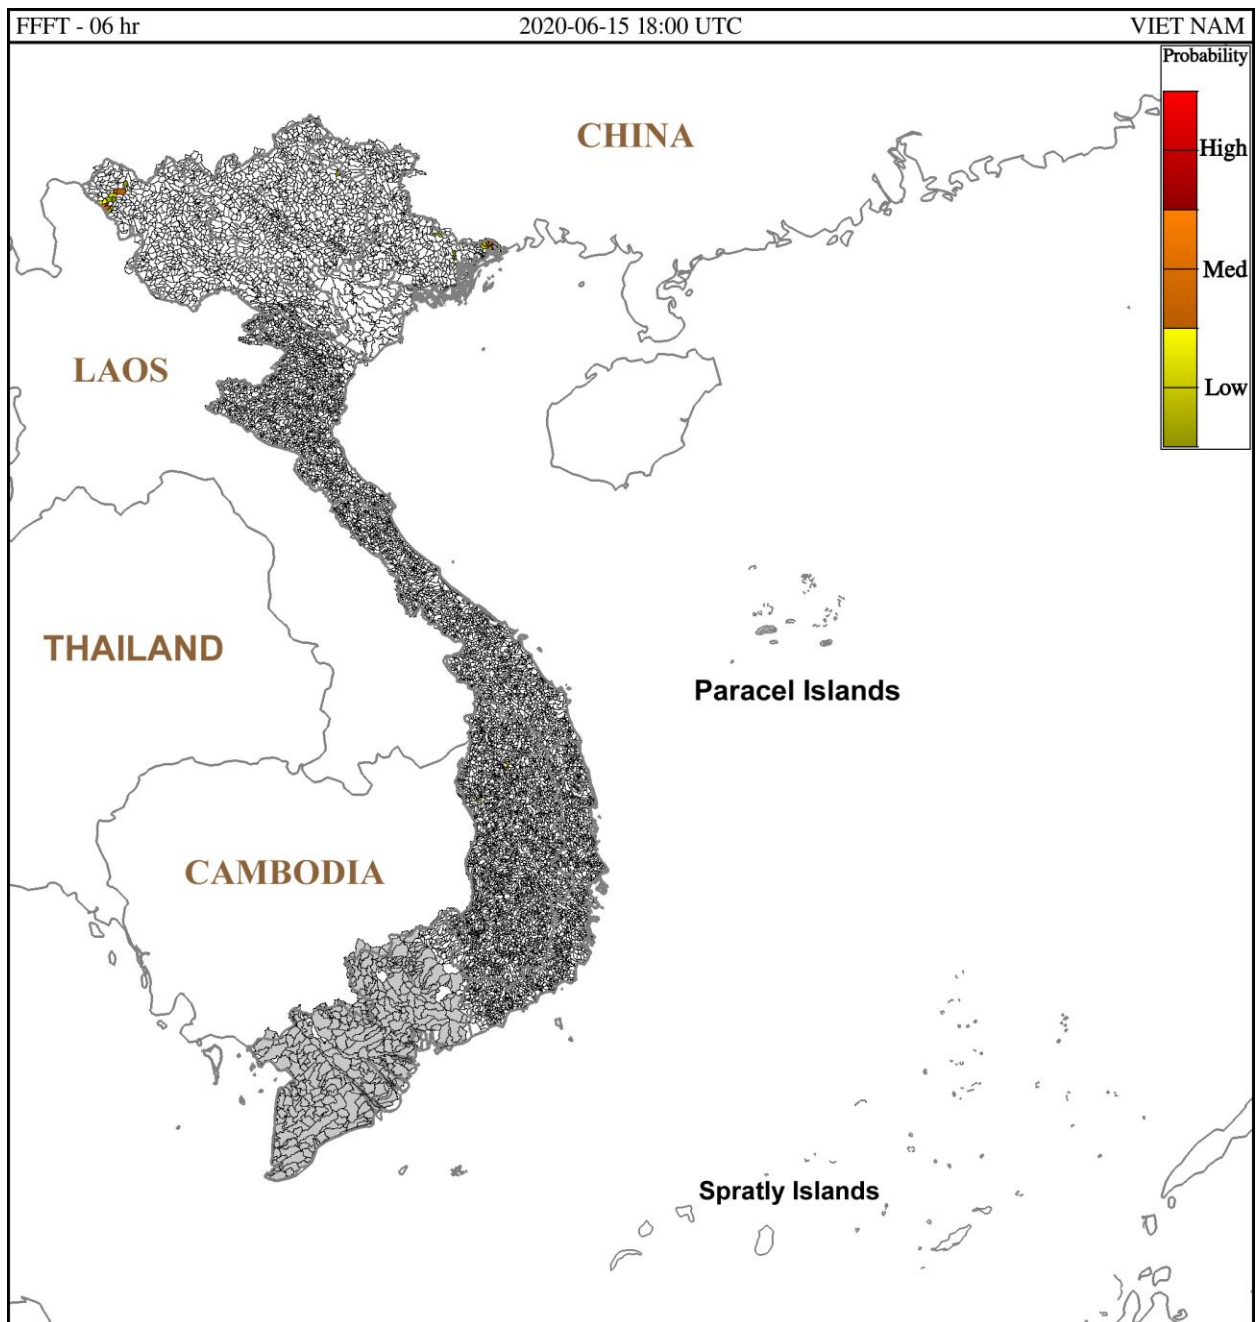 FFFT - 06 hr
2020-06-15 18:00 UTC
VIET NAM
Probability
CHINA
High
Med
LAOS
Low
THAILAND
Paracel Islands
CAMBODIA
Spratly Islands